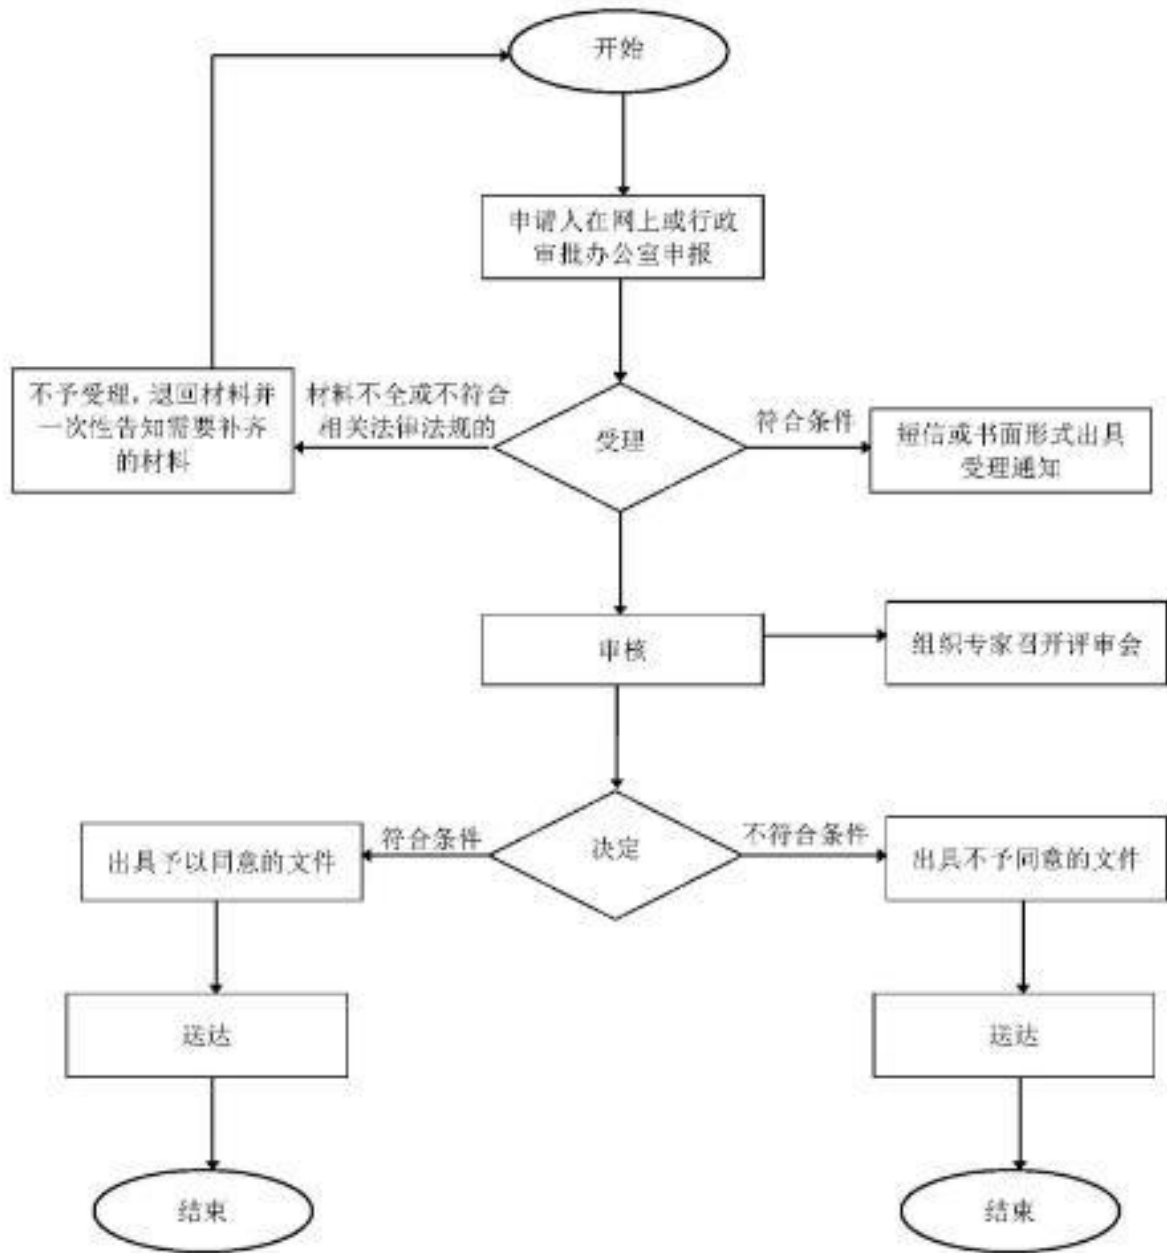 开始
申请人在网上或行政
审批办公室申报
不予受理，退回材料并
一次性告知需要补齐
的材料
材料不全或不符合
相关法律法规的
受理
符合条件
短信或书面形式出具
受理通知
审核
组织专家召开评审会
出具予以同意的文件
符合条件
决定
不符合条件
出具不予同意的文件
送达
送达
结束
结束